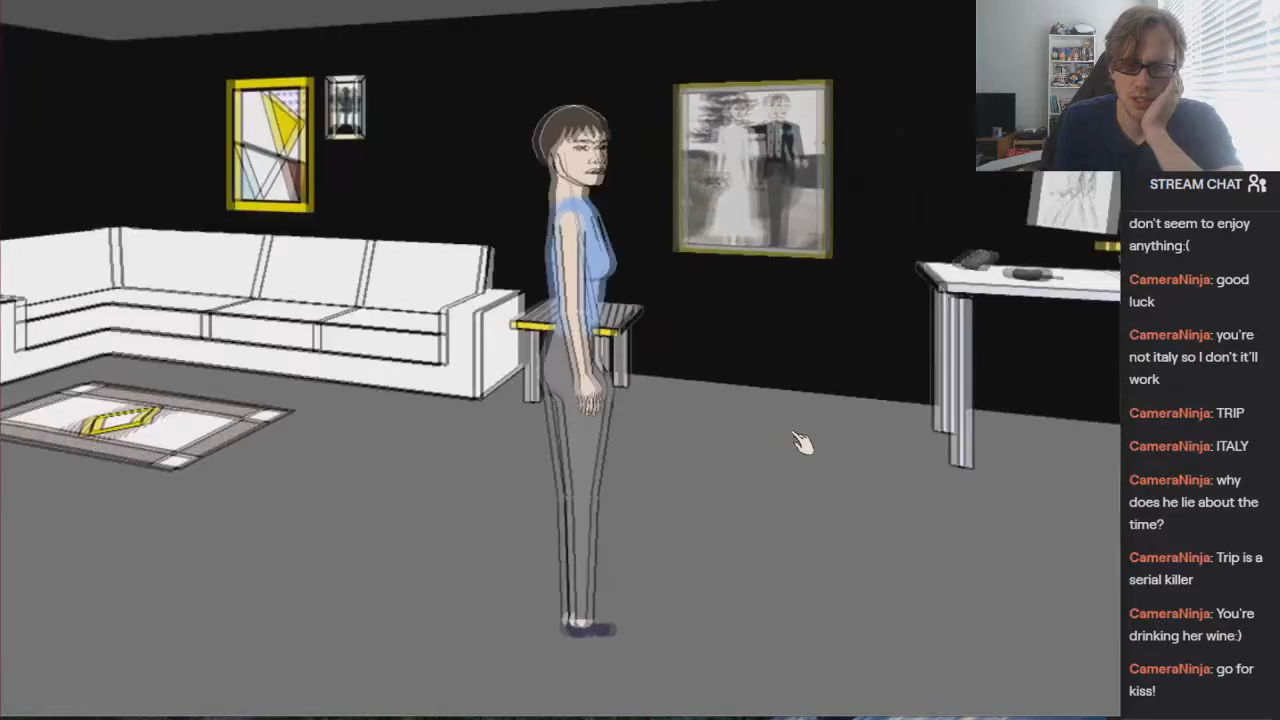 STREAM CHAT
don't seem to enjoy
anything:(
CameraNinja: good
luck
CameraNinja: you're
not italy so I don't it'll
work
CameraNinja: TRIP
CameraNinja: ITALY
CameraNinja: why
does he lie about the
time?
CameraNinja: Trip is a
serial killer
CameraNinja: You're
drinking her wine:)
CameraNinja: go for
kiss!